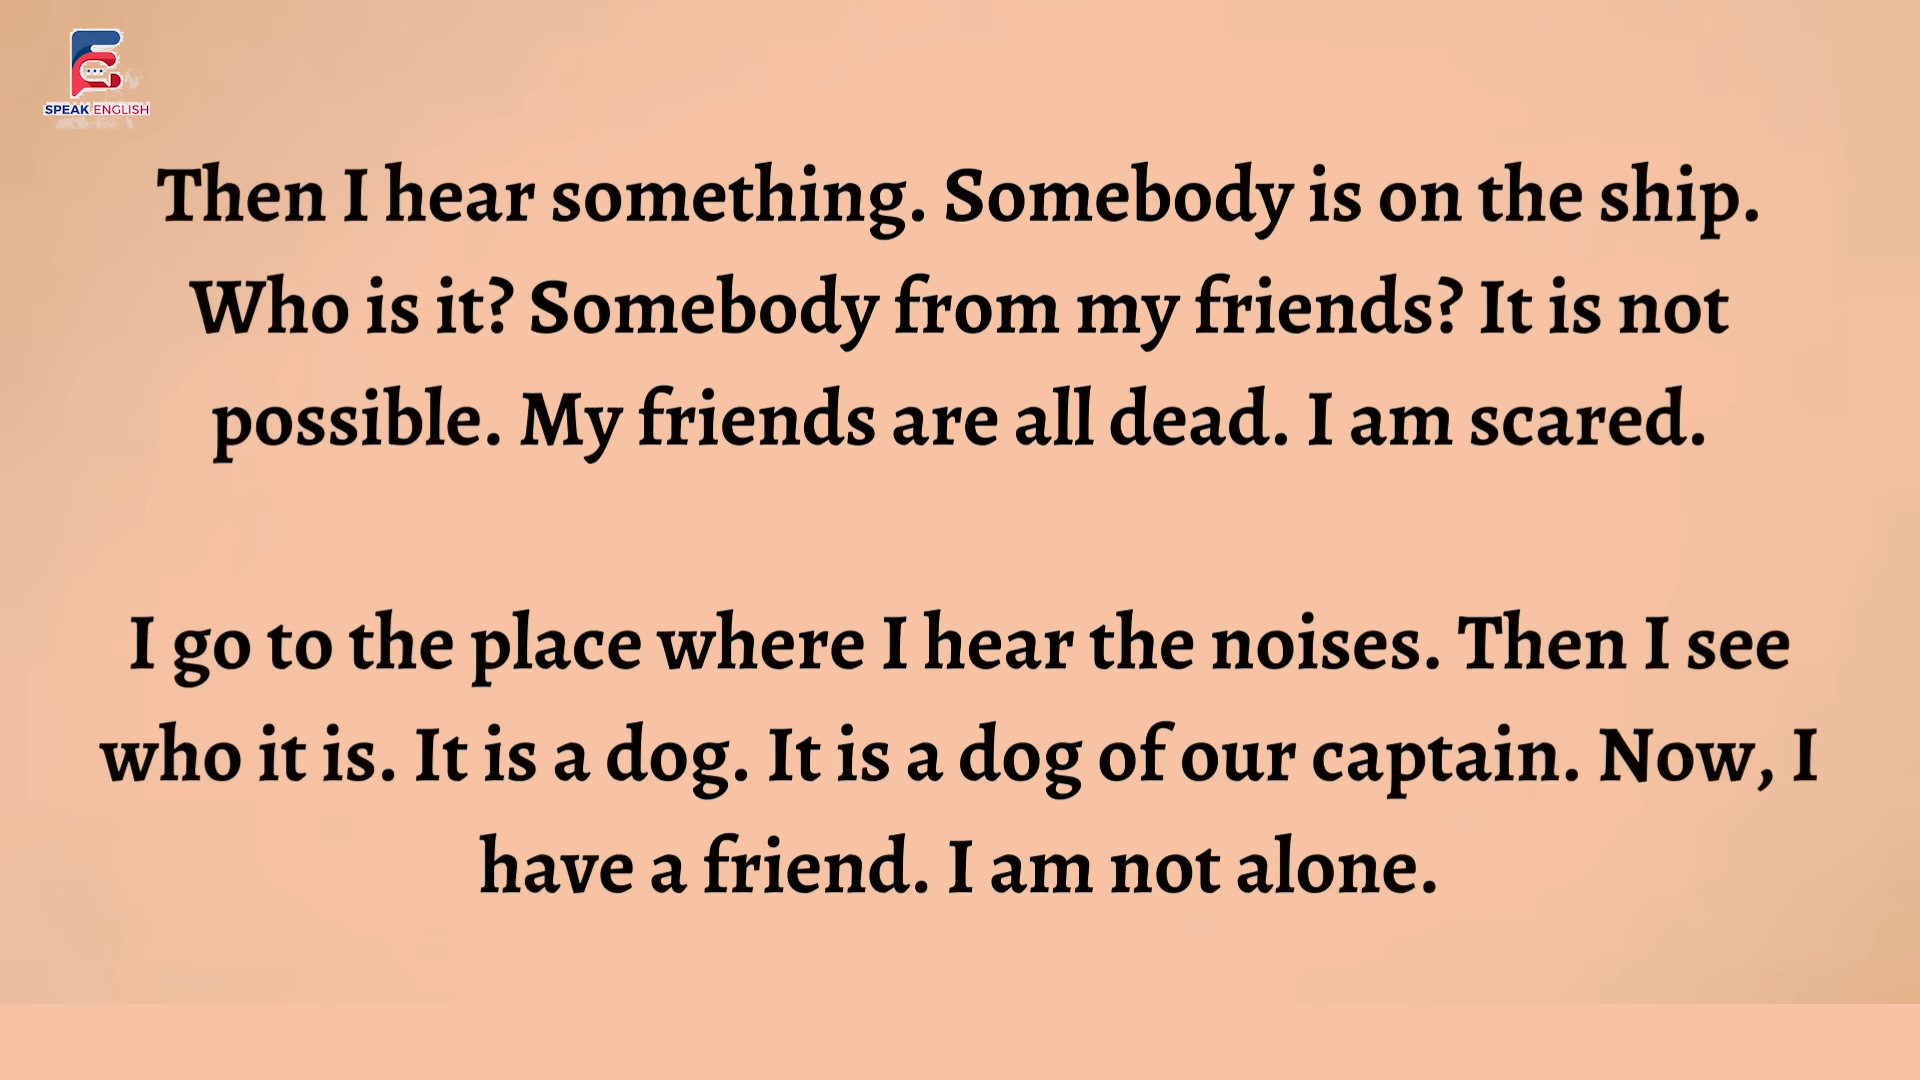 SPEAK ENGLISH
Then I hear something. Somebody is on the ship.
Who is it? Somebody from my friends? It is not
possible. My friends are all dead. I am scared.
I go to the place where I hear the noises. Then I see
who it is. It is a dog. It is a dog of our captain. Now, I
have a friend. I am not alone.